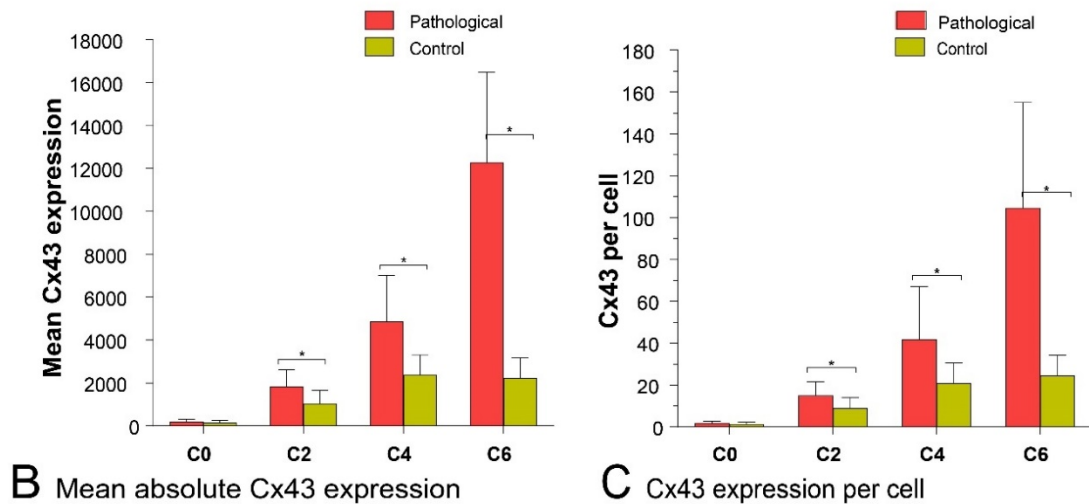 Pathological
Control
Mean Cx43 expression
18000
16000
14000
12000
10000
8000
6000
4000
2000
0
*
*
*
C0 C2 C4 C6
B Mean absolute Cx43 expression
Pathological
Control
Cx43 per cell
180
160
140
120
100
80
60
40
20
0
*
*
*
C0 C2 C4 C6
C Cx43 expression per cell